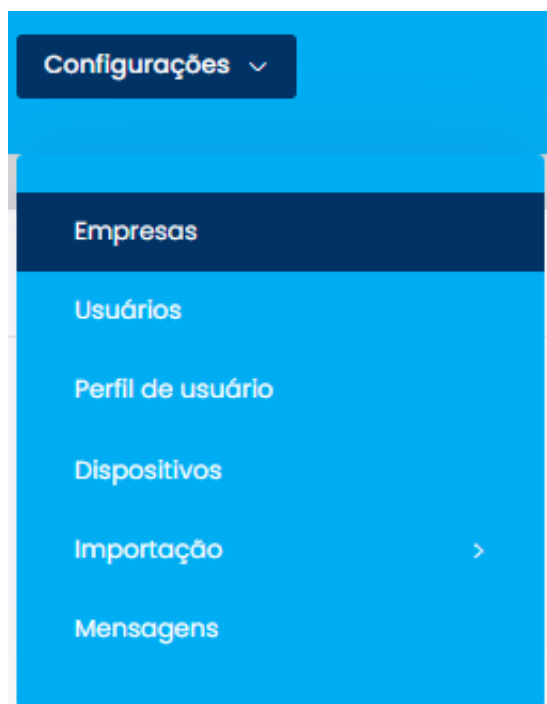 Configurações
Empresas
Usuários
Perfil de usuário
Dispositivos
Importação
Mensagens